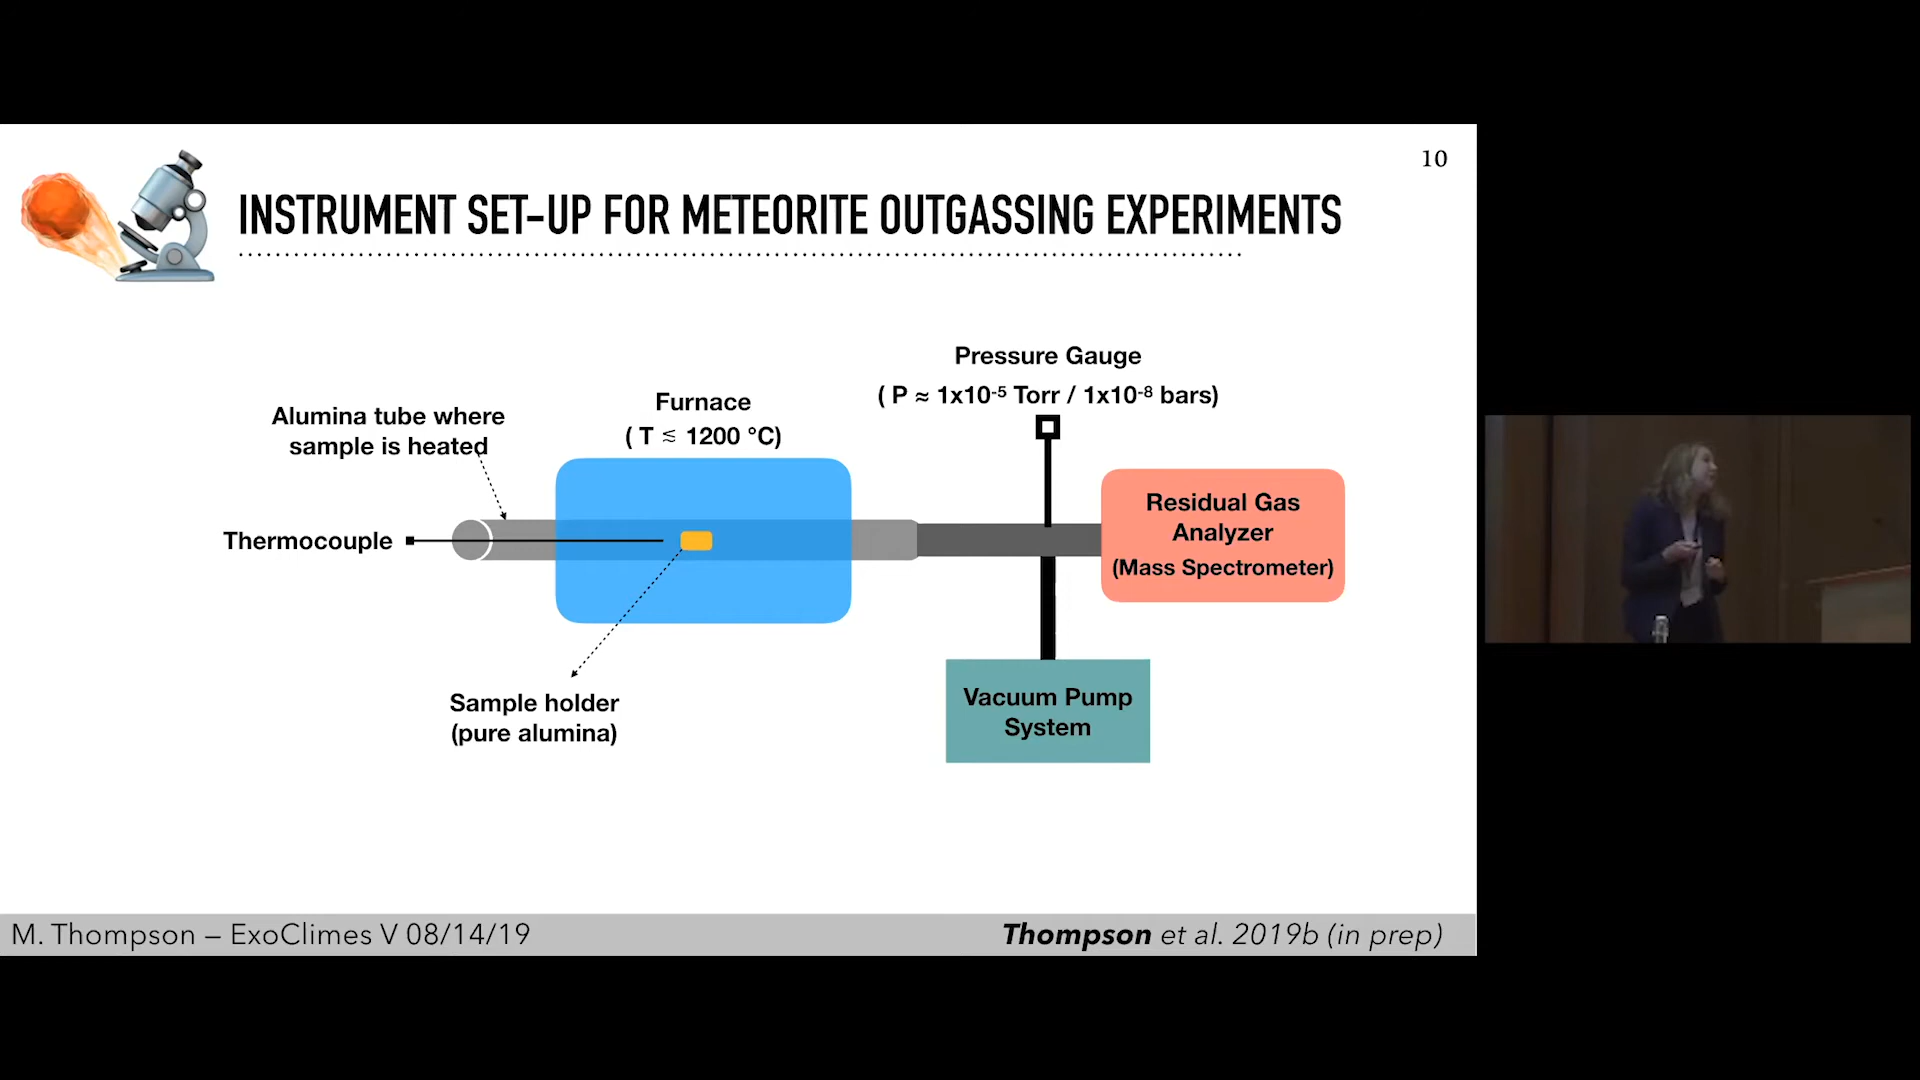 10
INSTRUMENT SET-UP FOR METEORITE OUTGASSING EXPERIMENTS
Pressure Gauge
( P ≈ 1x10⁻⁵ Torr / 1x10⁻⁸ bars)
Furnace
( T ≲ 1200 °C)
Alumina tube where
sample is heated
Thermocouple
Residual Gas
Analyzer
(Mass Spectrometer)
Sample holder
(pure alumina)
Vacuum Pump
System
M. Thompson – ExoClimes V 08/14/19
Thompson et al. 2019b (in prep)